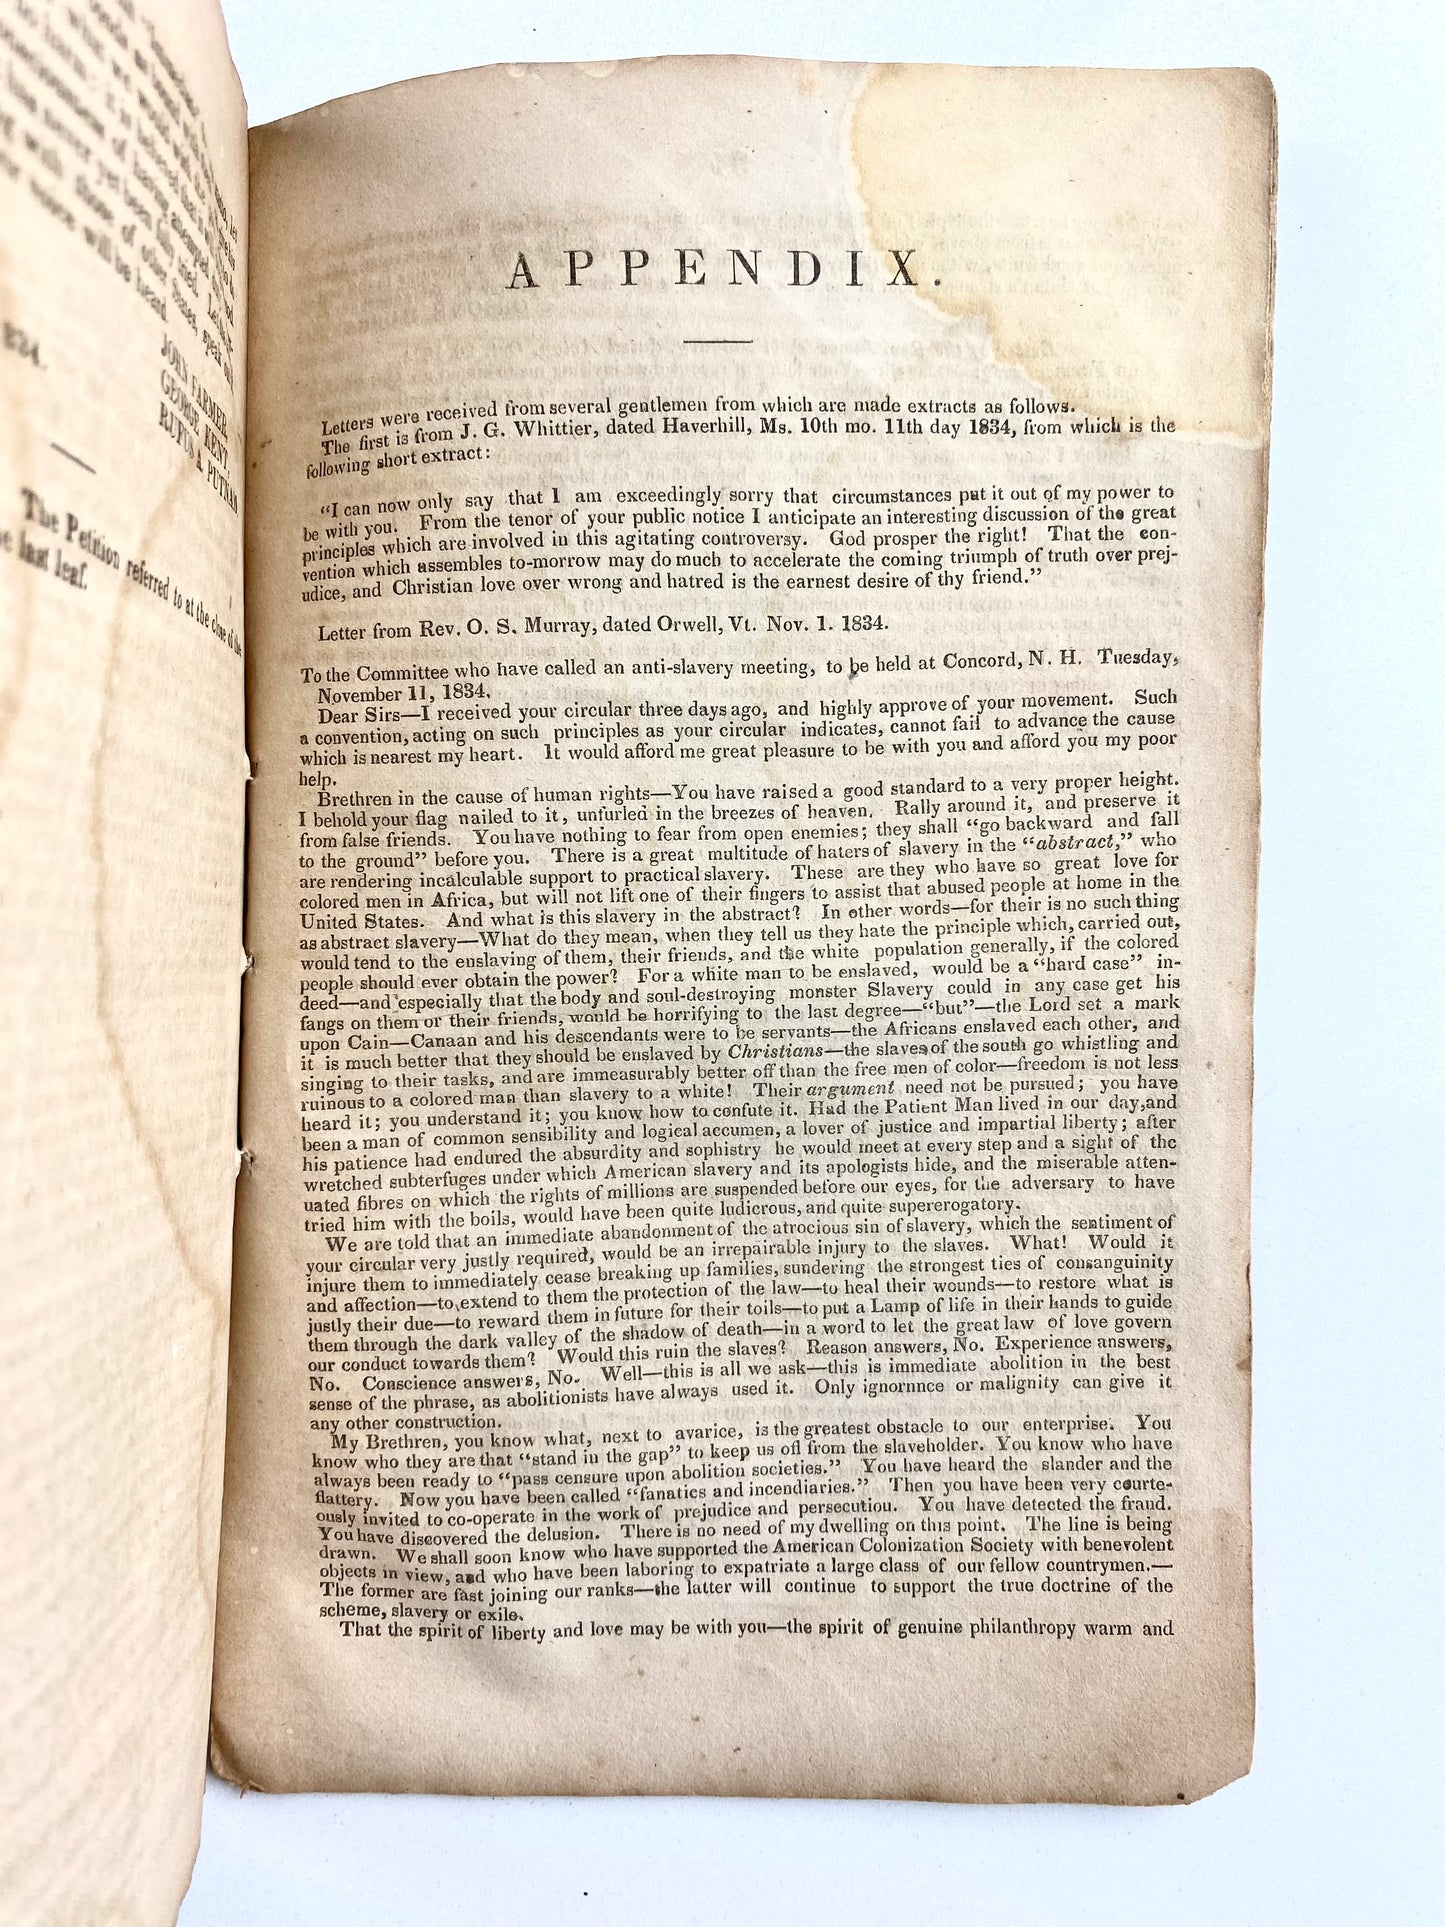 224.
JOHN FARMER,
GEORGE KENT,
RUFUS A. PUTNAM
The Petition referred to at the close of the
last leaf.
APPENDIX.
Letters were received from several gentlemen from which are made extracts as follows.
The first is from J. G. Whittier, dated Haverhill, Ms. 10th mo. 11th day 1834, from which is the
following short extract:
"I can now only say that I am exceedingly sorry that circumstances put it out of my power to
be with you. From the tenor of your public notice I anticipate an interesting discussion of the great
principles which are involved in this agitating controversy. God prosper the right! That the con-
vention which assembles to-morrow may do much to accelerate the coming triumph of truth over prej-
udice, and Christian love over wrong and hatred is the earnest desire of thy friend."
Letter from Rev. O. S. Murray, dated Orwell, Vt. Nov. 1. 1834.
To the Committee who have called an anti-slavery meeting, to be held at Concord, N. H. Tuesday,
November 11, 1834.
Dear Sirs—I received your circular three days ago, and highly approve of your movement. Such
a convention, acting on such principles as your circular indicates, cannot fail to advance the cause
which is nearest my heart. It would afford me great pleasure to be with you and afford you my poor
help.
Brethren in the cause of human rights—You have raised a good standard to a very proper height.
I behold your flag nailed to it, unfurled in the breezes of heaven. Rally around it, and preserve it
from false friends. You have nothing to fear from open enemies; they shall "go backward and fall
to the ground" before you. There is a great multitude of haters of slavery in the "abstract," who
are rendering incalculable support to practical slavery. These are they who have so great love for
colored men in Africa, but will not lift one of their fingers to assist that abused people at home in the
United States. And what is this slavery in the abstract? In other words—for their is no such thing
as abstract slavery—What do they mean, when they tell us they hate the principle which, carried out,
would tend to the enslaving of them, their friends, and the white population generally, if the colored
people should ever obtain the power? For a white man to be enslaved, would be a "hard case" in-
deed—and especially that the body and soul-destroying monster Slavery could in any case get his
fangs on them or their friends, would be horrifying to the last degree—"but"—the Lord set a mark
upon Cain—Canaan and his descendants were to be servants—the Africans enslaved each other, and
it is much better that they should be enslaved by Christians—the slaves of the south go whistling and
singing to their tasks, and are immeasurably better off than the free men of color—freedom is not less
ruinous to a colored man than slavery to a white! Their argument need not be pursued; you have
heard it; you understand it; you know how to confute it. Had the Patient Man lived in our day,and
been a man of common sensibility and logical accumen, a lover of justice and impartial liberty; after
his patience had endured the absurdity and sophistry he would meet at every step and a sight of the
wretched subterfuges under which American slavery and its apologists hide, and the miserable atten-
uated fibres on which the rights of millions are suspended before our eyes, for the adversary to have
tried him with the boils, would have been quite ludicrous, and quite supererogatory.
We are told that an immediate abandonment of the atrocious sin of slavery, which the sentiment of
your circular very justly required, would be an irrepairable injury to the slaves. What! Would it
injure them to immediately cease breaking up families, sundering the strongest ties of consanguinity
and affection—to extend to them the protection of the law—to heal their wounds—to restore what is
justly their due—to reward them in future for their toils—to put a Lamp of life in their hands to guide
them through the dark valley of the shadow of death—in a word to let the great law of love govern
our conduct towards them? Would this ruin the slaves? Reason answers, No. Experience answers,
No. Conscience answers, No. Well—this is all we ask—this is immediate abolition in the best
sense of the phrase, as abolitionists have always used it. Only ignornnce or malignity can give it
any other construction.
My Brethren, you know what, next to avarice, is the greatest obstacle to our enterprise. You
know who they are that "stand in the gap" to keep us off from the slaveholder. You know who have
always been ready to "pass censure upon abolition societies." You have heard the slander and the
flattery. Now you have been called "fanatics and incendiaries." Then you have been very courte-
ously invited to co-operate in the work of prejudice and persecution. You have detected the fraud.
You have discovered the delusion. There is no need of my dwelling on this point. The line is being
drawn. We shall soon know who have supported the American Colonization Society with benevolent
objects in view, and who have been laboring to expatriate a large class of our fellow countrymen.—
The former are fast joining our ranks—the latter will continue to support the true doctrine of the
scheme, slavery or exile.
That the spirit of liberty and love may be with you—the spirit of genuine philanthropy warm and